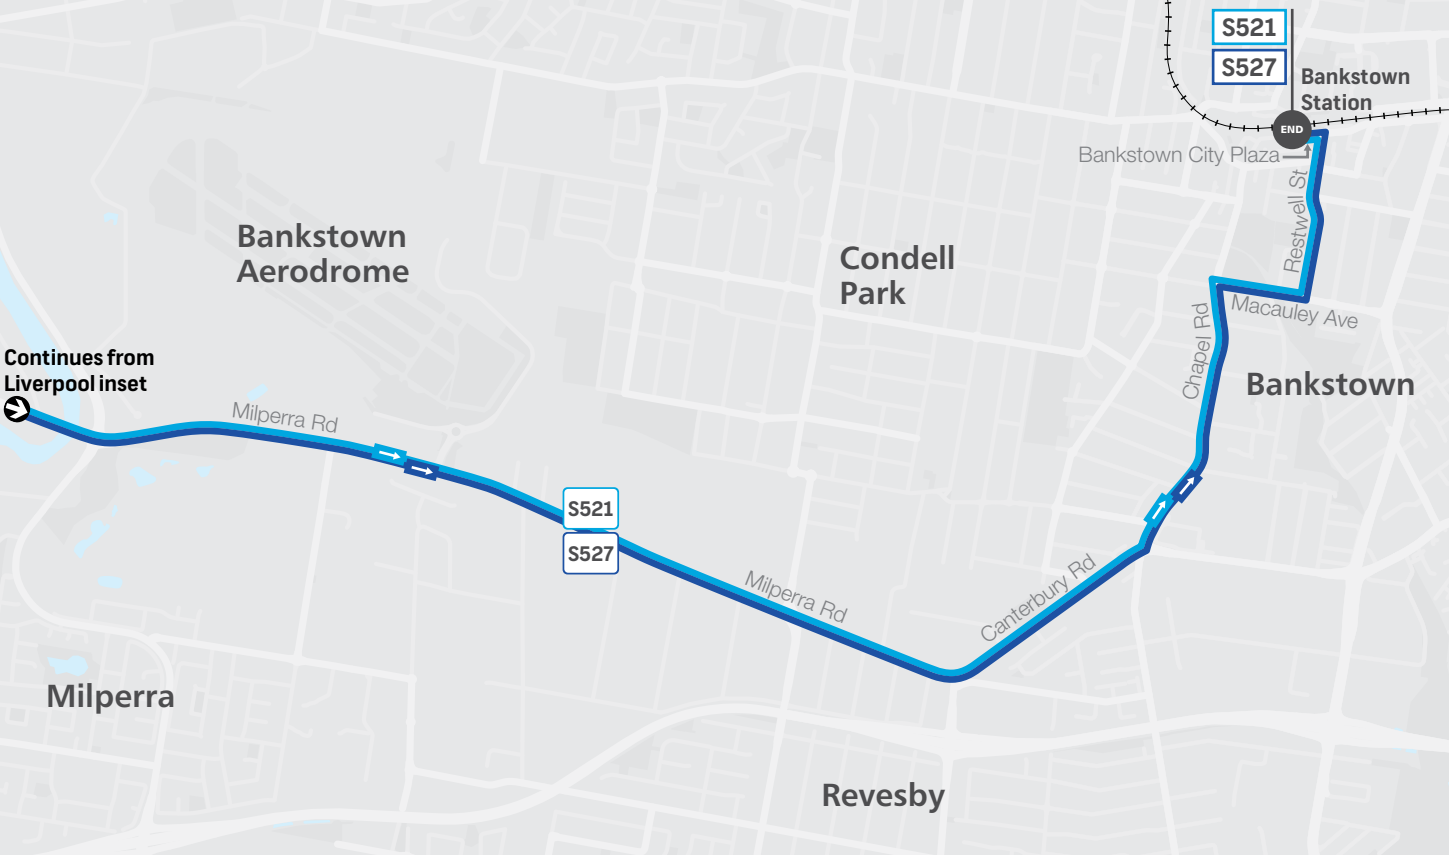 S521
S527
Bankstown
Station
END
Bankstown City Plaza
Restwell St
Bankstown
Aerodrome
Condell
Park
Macauley Ave
Chapel Rd
Continues from
Liverpool inset
Bankstown
Milperra Rd
S521
S527
Milperra Rd
Canterbury Rd
Milperra
Revesby